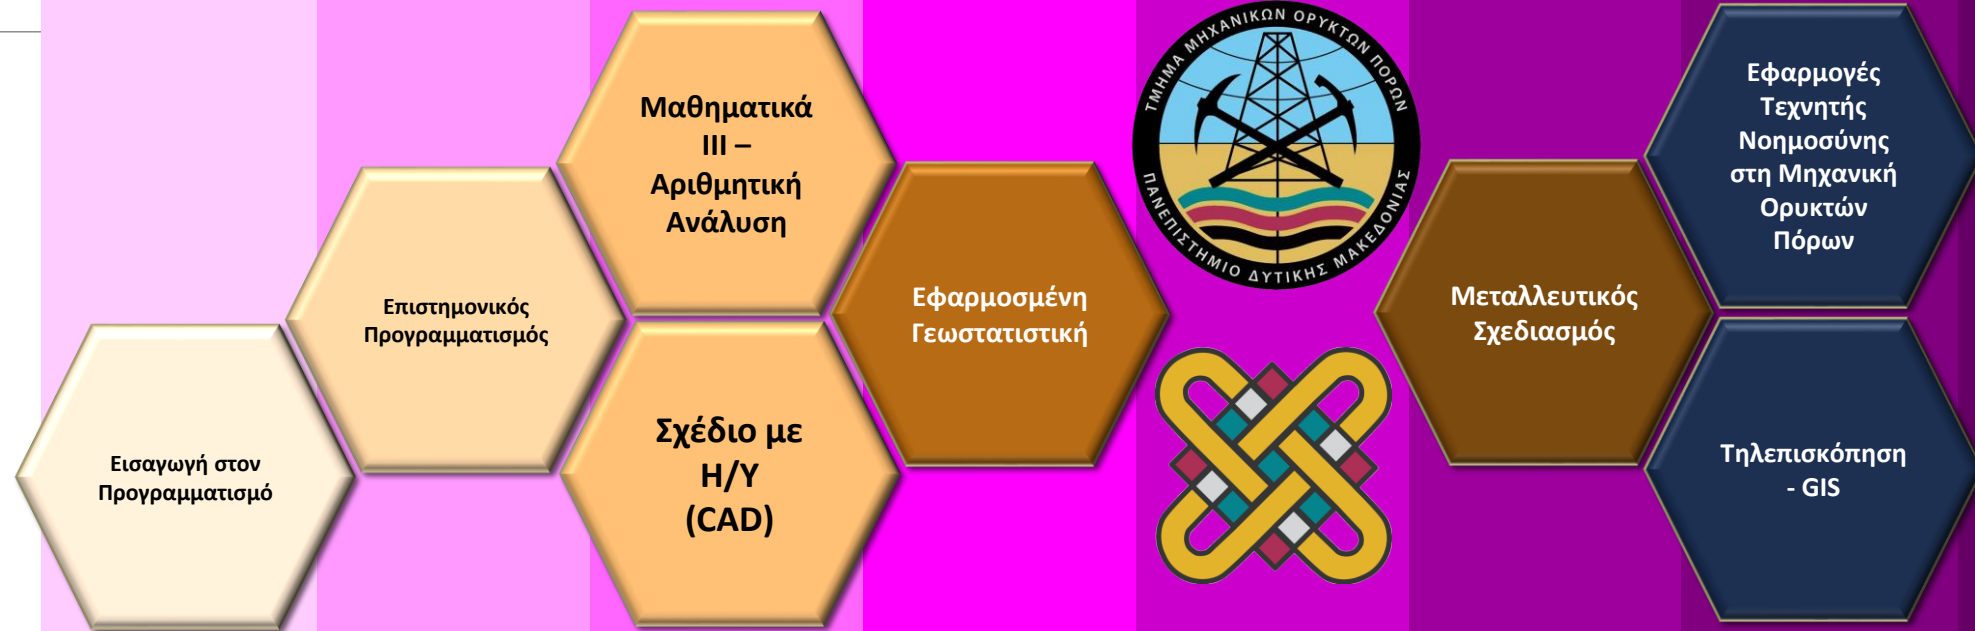 Εισαγωγή στον
Προγραμματισμό
Επιστημονικός
Προγραμματισμός
Μαθηματικά
ΙΙΙ –
Αριθμητική
Ανάλυση
Σχέδιο με
Η/Υ
(CAD)
Εφαρμοσμένη
Γεωστατιστική
ΤΜΗΜΑ ΜΗΧΑΝΙΚΩΝ ΟΡΥΚΤΩΝ ΠΟΡΩΝ
ΠΑΝΕΠΙΣΤΗΜΙΟ ΔΥΤΙΚΗΣ ΜΑΚΕΔΟΝΙΑΣ
Μεταλλευτικός
Σχεδιασμός
Εφαρμογές
Τεχνητής
Νοημοσύνης
στη Μηχανική
Ορυκτών
Πόρων
Τηλεπισκόπηση
- GIS